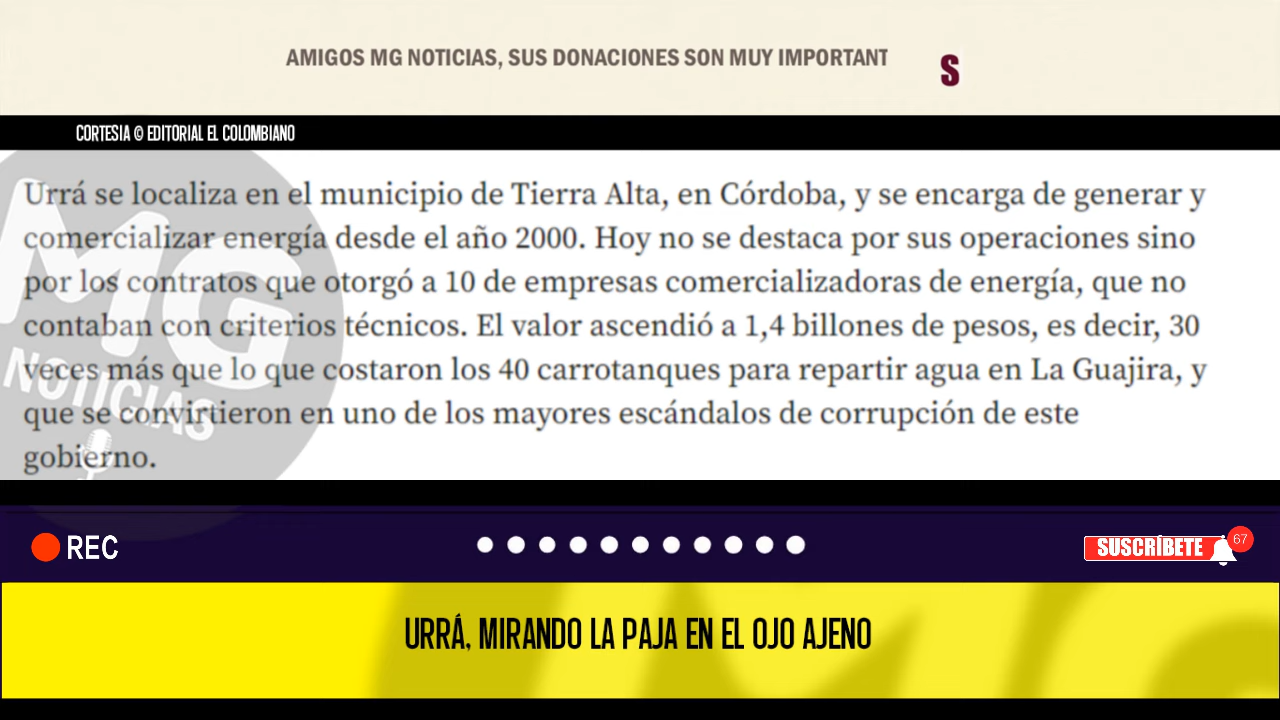 AMIGOS MG NOTICIAS, SUS DONACIONES SON MUY IMPORTANT S
CORTESIA © EDITORIAL EL COLOMBIANO
Urrá se localiza en el municipio de Tierra Alta, en Córdoba, y se encarga de generar y
comercializar energía desde el año 2000. Hoy no se destaca por sus operaciones sino
por los contratos que otorgó a 10 de empresas comercializadoras de energía, que no
contaban con criterios técnicos. El valor ascendió a 1,4 billones de pesos, es decir, 30
veces más que lo que costaron los 40 carrotanques para repartir agua en La Guajira, y
que se convirtieron en uno de los mayores escándalos de corrupción de este
gobierno.
MG
NOTICIAS
REC
SUSCRÍBETE 67
URRÁ, MIRANDO LA PAJA EN EL OJO AJENO